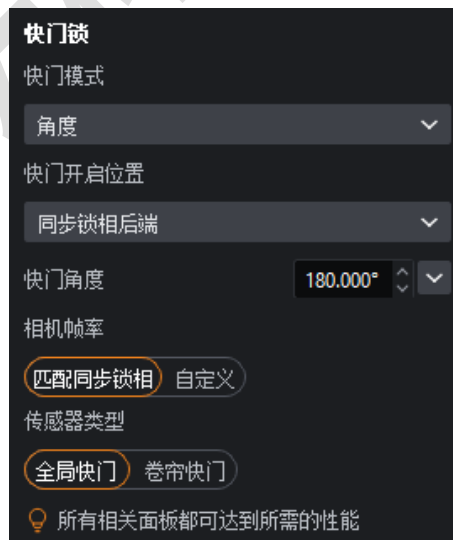 快门锁
快门模式
角度
快门开启位置
同步锁相后端
快门角度 180.000°
相机帧率
匹配同步锁相 自定义
传感器类型
全局快门 卷帘快门
所有相关面板都可达到所需的性能